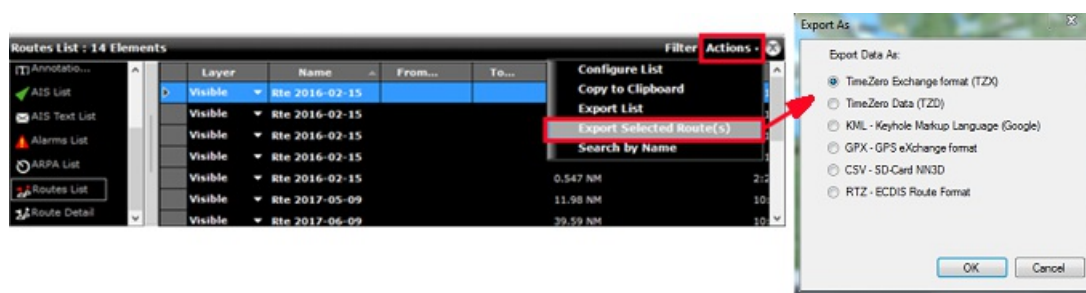 Routes List : 14 Elements
Filter Actions
Annotatio...
AIS List
AIS Text List
Alarms List
ARPA List
Routes List
Route Detail
Layer Name From... To...
Visible Rte 2016-02-15
Visible Rte 2016-02-15
Visible Rte 2016-02-15
Visible Rte 2016-02-15
Visible Rte 2016-02-15 0.547 NM 2:2
Visible Rte 2017-05-09 11.98 NM 10:
Visible Rte 2017-06-09 39.59 NM 10:
Configure List
Copy to Clipboard
Export List
Export Selected Route(s)
Search by Name
Export As
Export Data As:
TimeZero Exchange format (TZX)
TimeZero Data (TZD)
KML - Keyhole Markup Language (Google)
GPX - GPS eXchange format
CSV - SD-Card NN3D
RTZ - ECDIS Route Format
OK Cancel